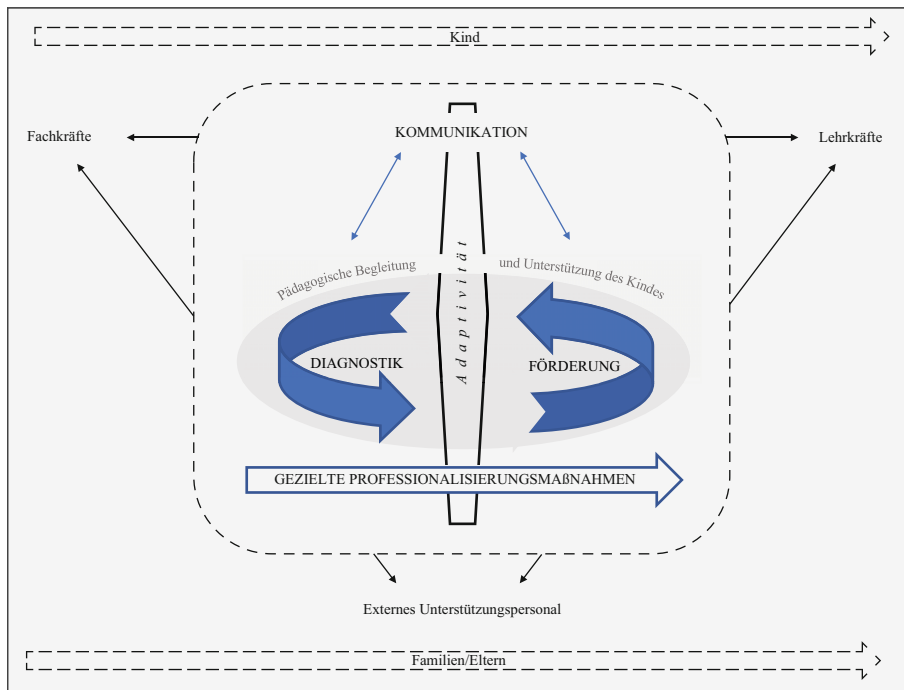 Kind
Fachkräfte
Lehrkräfte
KOMMUNIKATION
Adaptivität
Pädagogische Begleitung
und Unterstützung des Kindes
DIAGNOSTIK
FÖRDERUNG
GEZIELTE PROFESSIONALISIERUNGSMAßNAHMEN
Externes Unterstützungspersonal
Familien/Eltern